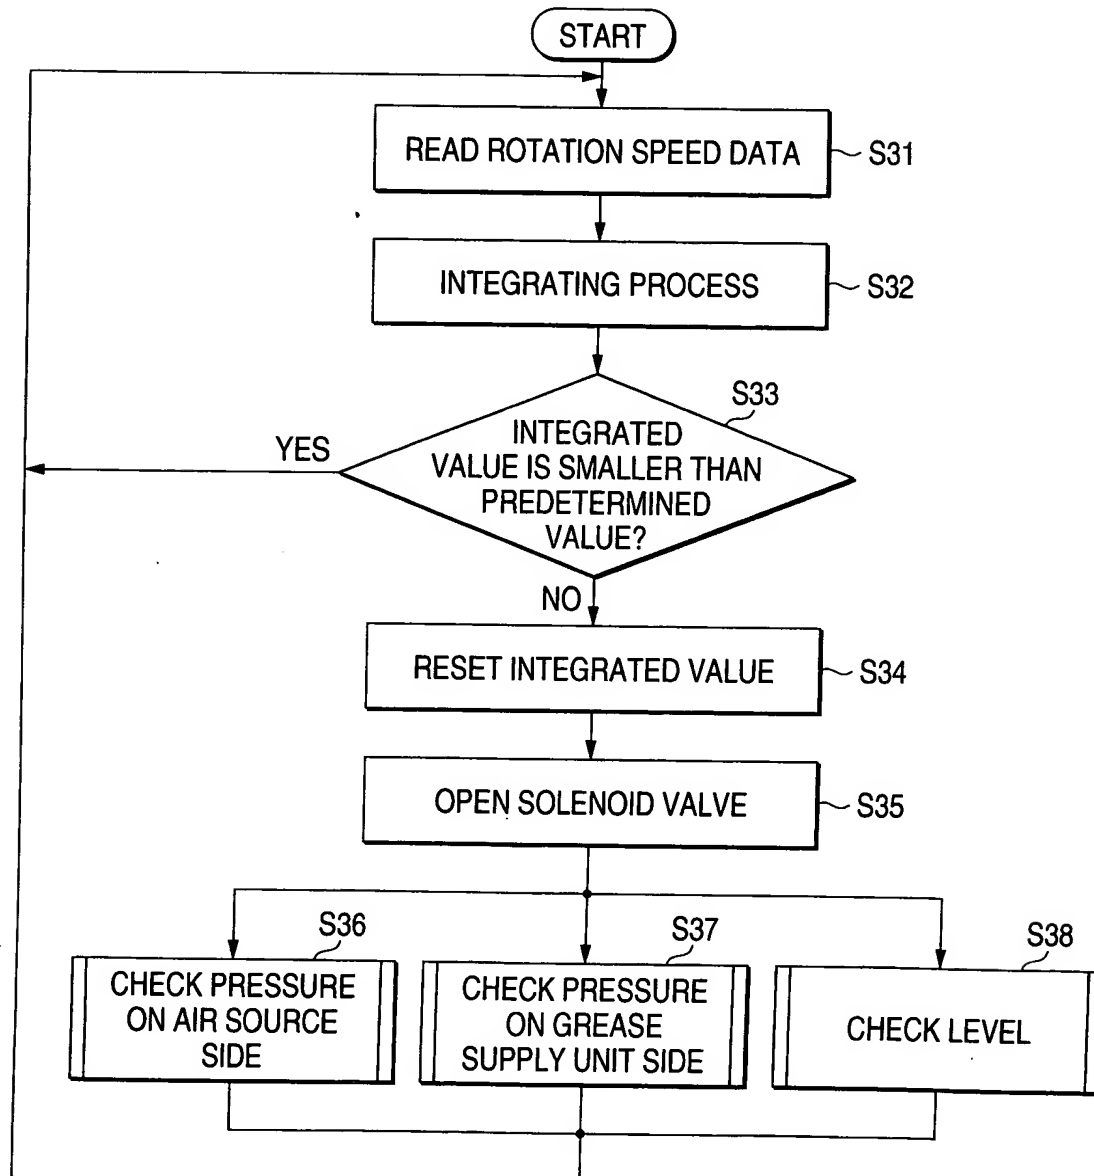 START
READ ROTATION SPEED DATA
S31
INTEGRATING PROCESS
S32
S33
INTEGRATED
VALUE IS SMALLER THAN
PREDETERMINED
VALUE?
YES
NO
RESET INTEGRATED VALUE
S34
OPEN SOLENOID VALVE
S35
S36
CHECK PRESSURE
ON AIR SOURCE
SIDE
S37
CHECK PRESSURE
ON GREASE
SUPPLY UNIT SIDE
S38
CHECK LEVEL